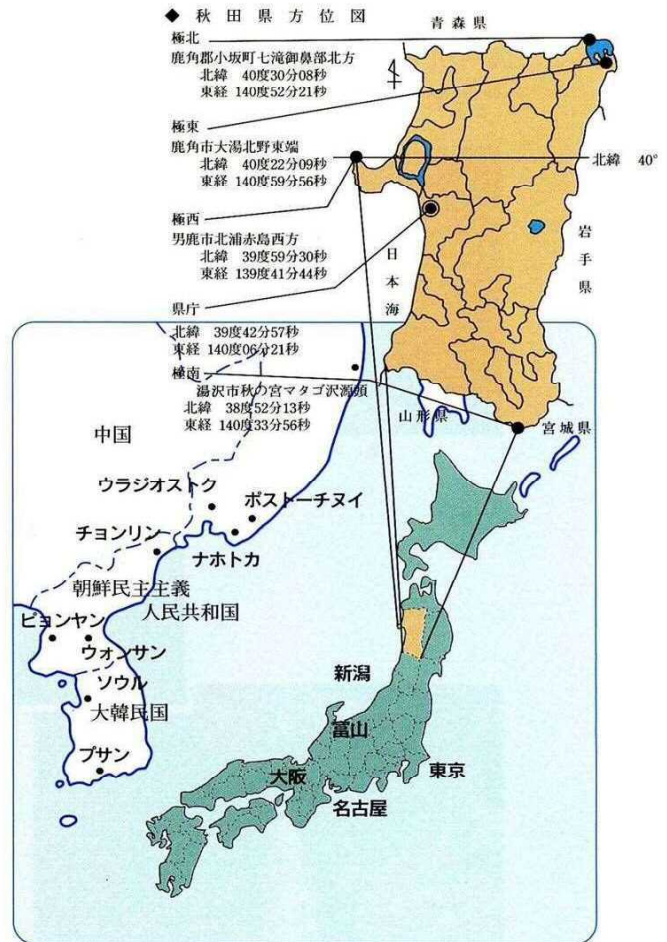 ◆ 秋田県方位図
青森県
極北
鹿角郡小坂町七滝御鼻部北方
北緯 40度30分08秒
東経 140度52分21秒
極東
鹿角市大湯北野東端
北緯 40度22分09秒
東経 140度59分56秒
北緯 40°
極西
男鹿市北浦赤島西方
北緯 39度59分30秒
東経 139度41分44秒
日本海
岩手県
県庁
北緯 39度42分57秒
東経 140度06分21秒
極南
湯沢市秋の宮マタゴ沢源頭
北緯 38度52分13秒
東経 140度33分56秒
山形県
宮城県
中国
ウラジオストク
ボストーチヌイ
チョンリン
ナホトカ
朝鮮民主主義
人民共和国
ピョンヤン
ウォンサン
ソウル
大韓民国
プサン
新潟
富山
大阪
東京
名古屋